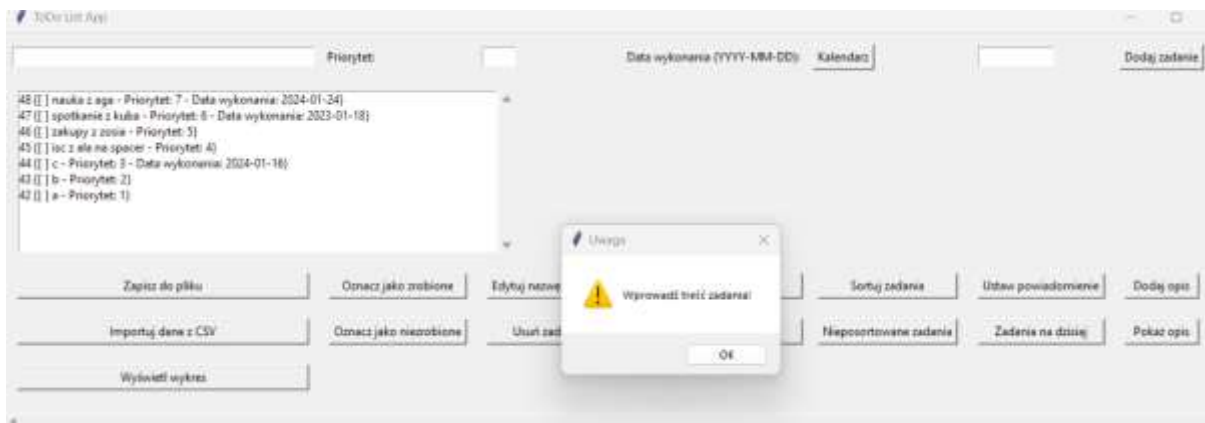 ToDo List App
Priorytet:
Data wykonania (YYYY-MM-DD):
Kalendarz
Dodaj zadanie
48 {[ ] nauka z aga - Priorytet: 7 - Data wykonania: 2024-01-24}
47 {[ ] spotkanie z kuba - Priorytet: 6 - Data wykonania: 2023-01-18}
46 {[ ] zakupy z zosia - Priorytet: 5}
45 {[ ] isc z ala na spacer - Priorytet: 4}
44 {[ ] c - Priorytet: 3 - Data wykonania: 2024-01-16}
43 {[ ] b - Priorytet: 2}
42 {[ ] a - Priorytet: 1}
Uwaga
Wprowadź treść zadania!
OK
Zapisz do pliku
Oznacz jako zrobione
Edytuj nazwe
Sortuj zadania
Ustaw powiadomienie
Dodaj opis
Importuj dane z CSV
Oznacz jako niezrobione
Usuń zad
Nieposortowane zadania
Zadania na dzisiaj
Pokaż opis
Wyświetl wykres